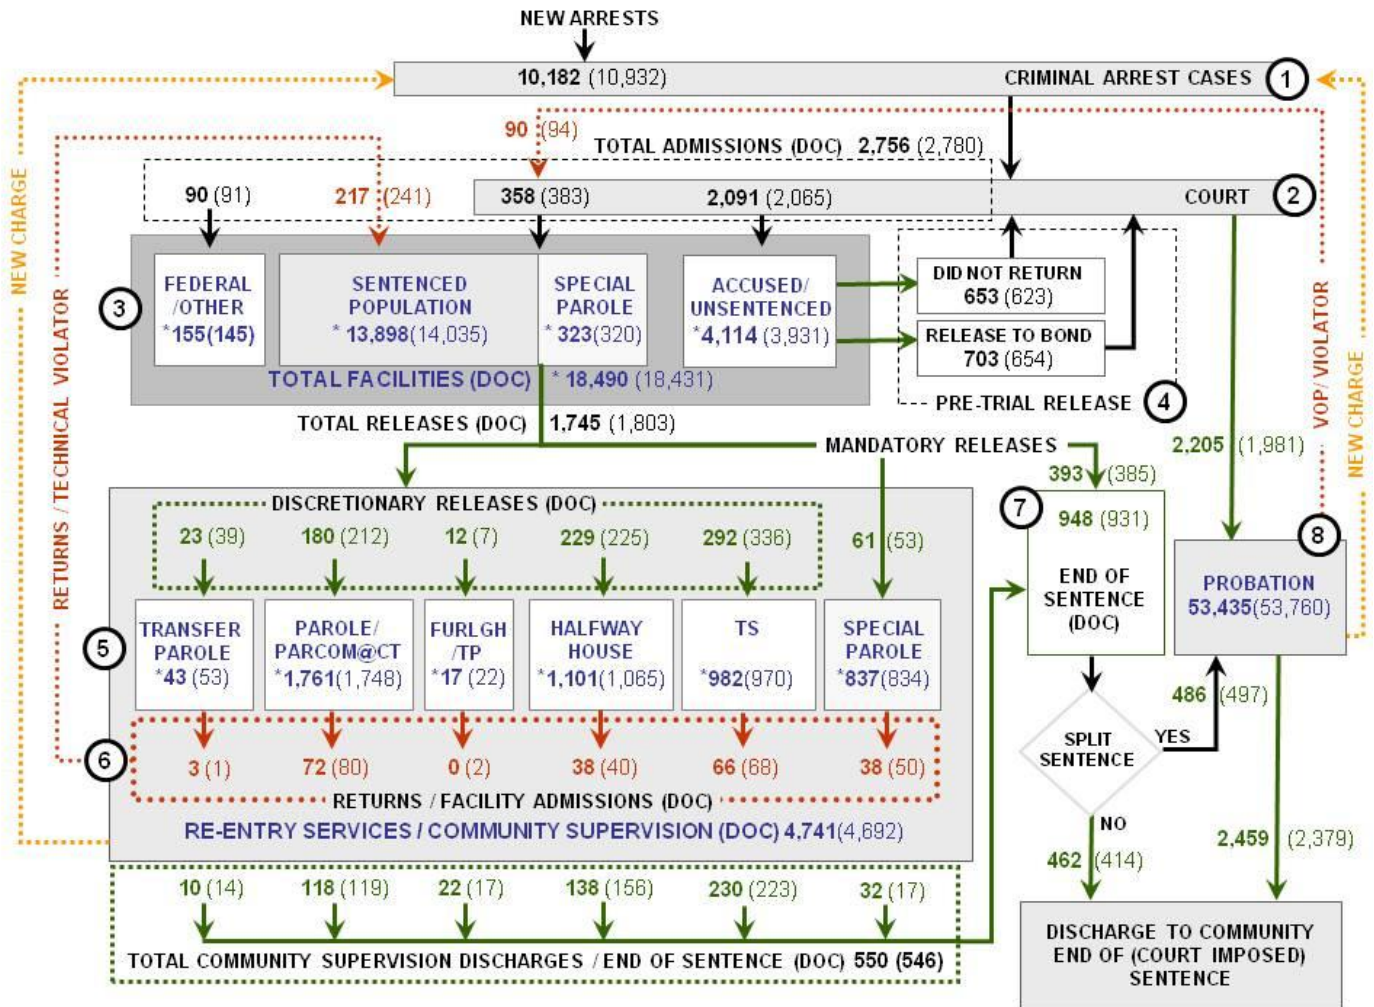 NEW ARRESTS
10,182 (10,932) CRIMINAL ARREST CASES 1
90 (94)
TOTAL ADMISSIONS (DOC) 2,756 (2,780)
90 (91) 217 (241) 358 (383) 2,091 (2,065) COURT 2
NEW CHARGE
RETURNS / TECHNICAL VIOLATOR
3
FEDERAL
/OTHER
*155(145)
SENTENCED
POPULATION
* 13,898(14,035)
SPECIAL
PAROLE
* 323(320)
ACCUSED/
UNSENTENCED
*4,114 (3,931)
TOTAL FACILITIES (DOC) * 18,490 (18,431)
DID NOT RETURN
653 (623)
RELEASE TO BOND
703 (654)
PRE-TRIAL RELEASE 4
VOP/ VIOLATOR
NEW CHARGE
TOTAL RELEASES (DOC) 1,745 (1,803)
MANDATORY RELEASES
2,205 (1,981)
393 (385)
DISCRETIONARY RELEASES (DOC)
23 (39) 180 (212) 12 (7) 229 (225) 292 (336) 61 (53)
7
948 (931)
END OF
SENTENCE
(DOC)
8
PROBATION
53,435(53,760)
5
TRANSFER
PAROLE
*43 (53)
PAROLE/
PARCOM@CT
*1,761(1,748)
FURLGH
/TP
*17 (22)
HALFWAY
HOUSE
*1,101(1,065)
TS
*982(970)
SPECIAL
PAROLE
*837(834)
486 (497)
SPLIT
SENTENCE
YES
NO
6
3 (1) 72 (80) 0 (2) 38 (40) 66 (68) 38 (50)
RETURNS / FACILITY ADMISSIONS (DOC)
RE-ENTRY SERVICES / COMMUNITY SUPERVISION (DOC) 4,741(4,692)
462 (414)
2,459 (2,379)
10 (14) 118 (119) 22 (17) 138 (156) 230 (223) 32 (17)
TOTAL COMMUNITY SUPERVISION DISCHARGES / END OF SENTENCE (DOC) 550 (546)
DISCHARGE TO COMMUNITY
END OF (COURT IMPOSED)
SENTENCE